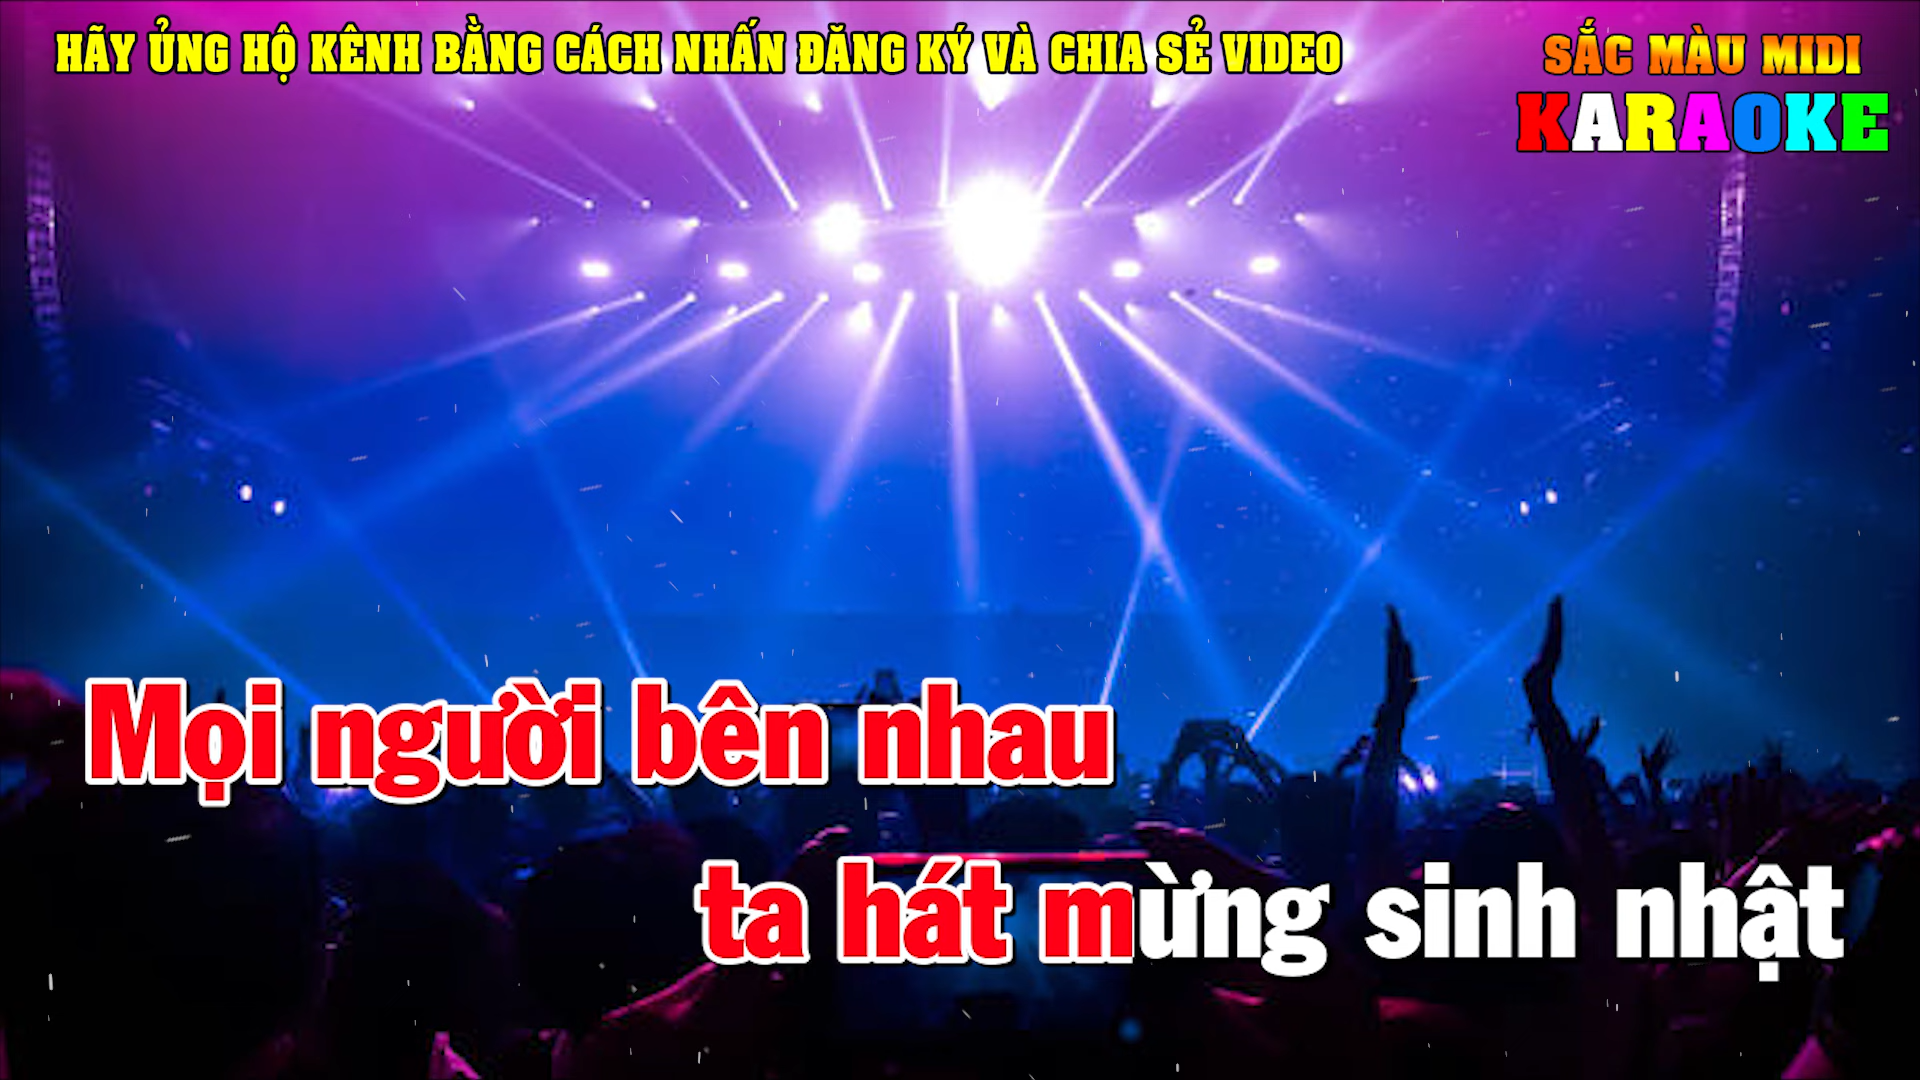 HÃY ỦNG HỘ KÊNH BẰNG CÁCH NHẤN ĐĂNG KÝ VÀ CHIA SẺ VIDEO
SẮC MÀU MIDI
KARAOKE
Mọi người bên nhau
ta hát mừng sinh nhật